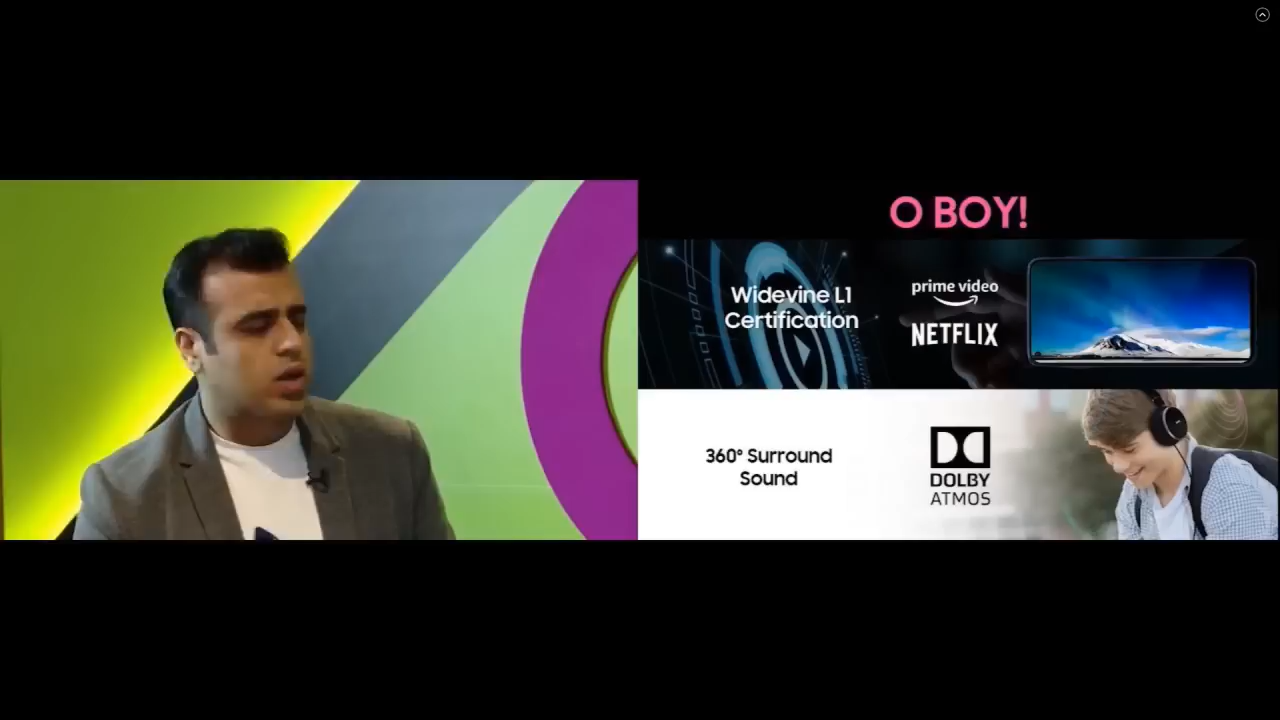 O BOY!
Widevine L1
Certification
prime video
NETFLIX
360° Surround
Sound
DOLBY
ATMOS